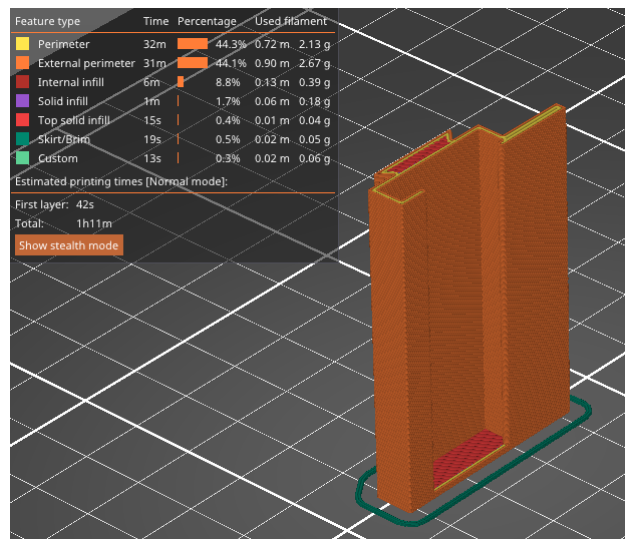 Feature type Time Percentage Used filament
Perimeter 32m 44.3% 0.72 m 2.13 g
External perimeter 31m 44.1% 0.90 m 2.67 g
Internal infill 6m 8.8% 0.13 m 0.39 g
Solid infill 1m 1.7% 0.06 m 0.18 g
Top solid infill 15s 0.4% 0.01 m 0.04 g
Skirt/Brim 19s 0.5% 0.02 m 0.05 g
Custom 13s 0.3% 0.02 m 0.06 g
Estimated printing times [Normal mode]:
First layer: 42s
Total: 1h11m
Show stealth mode